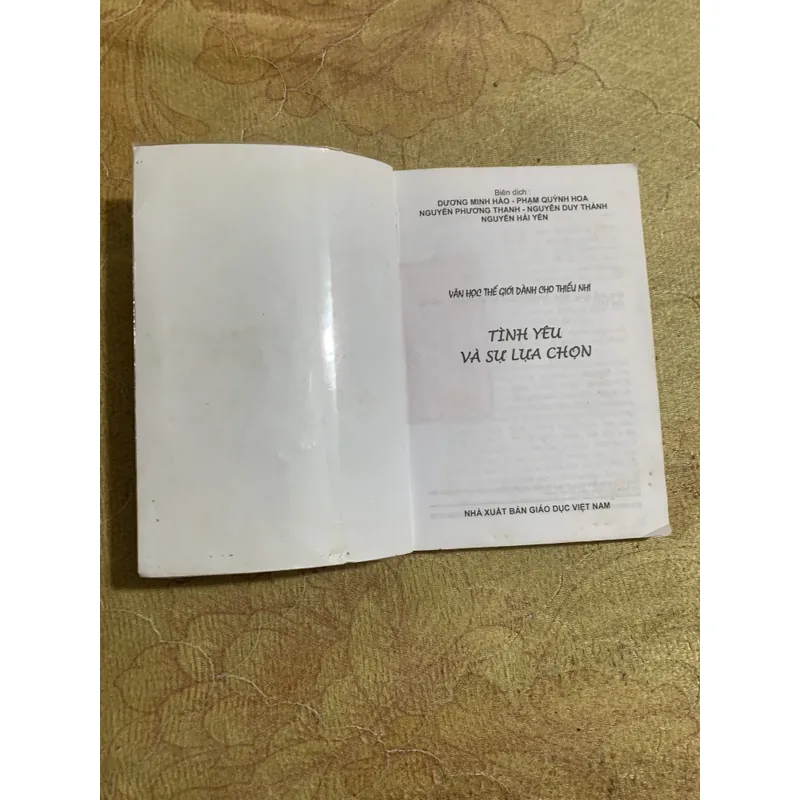 Biên dịch :
DƯƠNG MINH HÀO - PHẠM QUỲNH HOA
NGUYỄN PHƯƠNG THANH - NGUYỄN DUY THÀNH
NGUYỄN HẢI YẾN
VĂN HỌC THẾ GIỚI DÀNH CHO THIẾU NHI
TÌNH YÊU
VÀ SỰ LỰA CHỌN
NHÀ XUẤT BẢN GIÁO DỤC VIỆT NAM